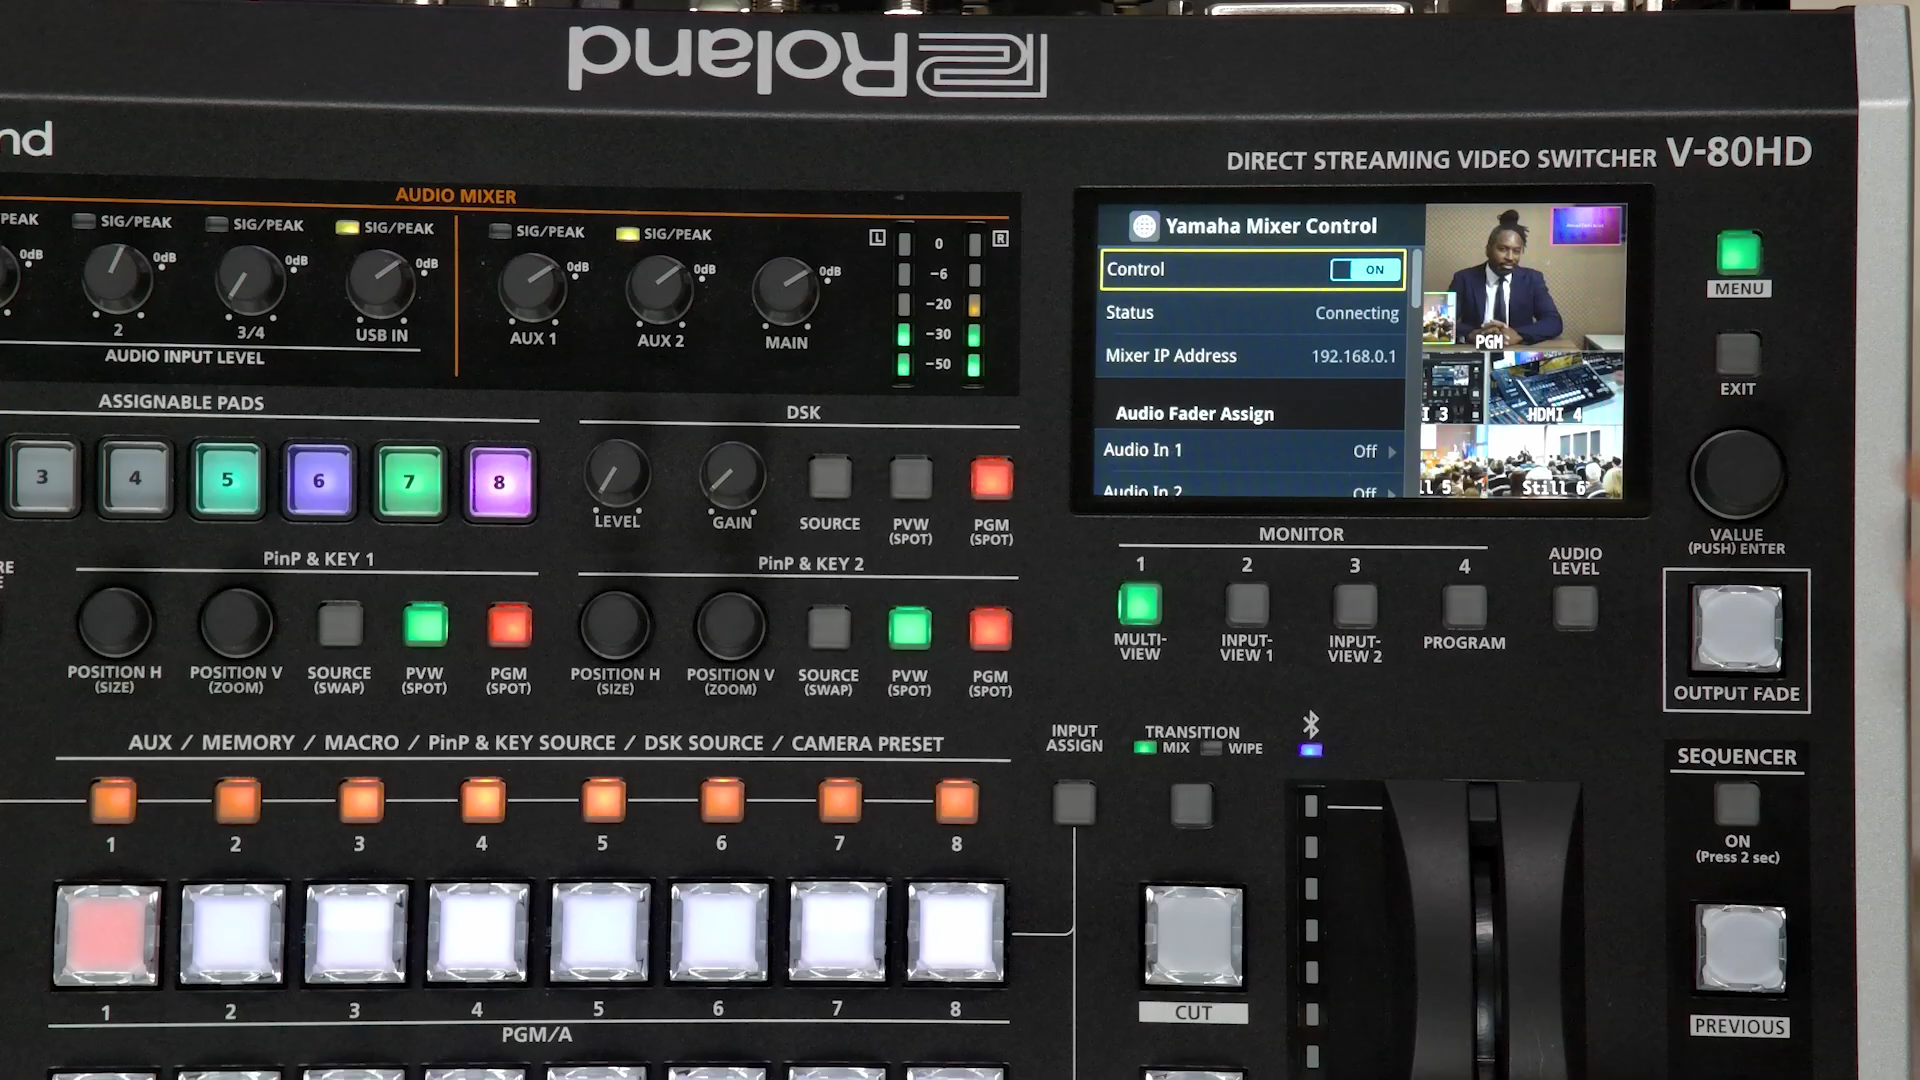 Roland
nd
DIRECT STREAMING VIDEO SWITCHER V-80HD
AUDIO MIXER
PEAK
SIG/PEAK
SIG/PEAK
SIG/PEAK
SIG/PEAK
SIG/PEAK
0dB
0dB
0dB
0dB
0dB
0dB
0dB
2
3/4
USB IN
AUX 1
AUX 2
MAIN
AUDIO INPUT LEVEL
L
R
0
-6
-20
-30
-50
Yamaha Mixer Control
Control ON
Status Connecting
Mixer IP Address 192.168.0.1
Audio Fader Assign
Audio In 1 Off
Audio In 2 Off
PGM
I 3
HDMI 4
ll 5
Still 6
MENU
EXIT
VALUE
(PUSH) ENTER
OUTPUT FADE
ASSIGNABLE PADS
3
4
5
6
7
8
DSK
LEVEL
GAIN
SOURCE
PVW
(SPOT)
PGM
(SPOT)
MONITOR
1
2
3
4
MULTI-
VIEW
INPUT-
VIEW 1
INPUT-
VIEW 2
PROGRAM
AUDIO
LEVEL
RE
E
PinP & KEY 1
POSITION H
(SIZE)
POSITION V
(ZOOM)
SOURCE
(SWAP)
PVW
(SPOT)
PGM
(SPOT)
PinP & KEY 2
POSITION H
(SIZE)
POSITION V
(ZOOM)
SOURCE
(SWAP)
PVW
(SPOT)
PGM
(SPOT)
AUX / MEMORY / MACRO / PinP & KEY SOURCE / DSK SOURCE / CAMERA PRESET
1
2
3
4
5
6
7
8
INPUT
ASSIGN
TRANSITION
MIX
WIPE
SEQUENCER
ON
(Press 2 sec)
PREVIOUS
CUT
1
2
3
4
5
6
7
8
PGM/A